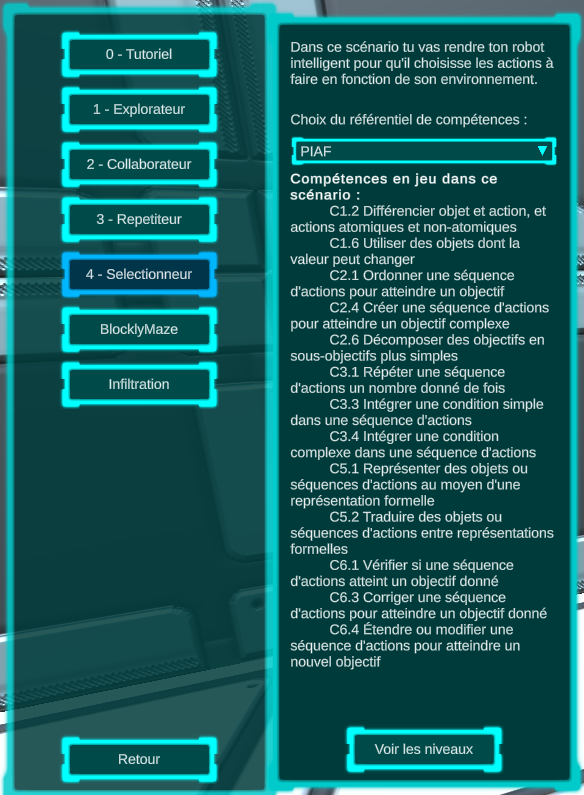 0 - Tutoriel
1 - Explorateur
2 - Collaborateur
3 - Repetiteur
4 - Selectionneur
BlocklyMaze
Infiltration
Retour
Dans ce scénario tu vas rendre ton robot
intelligent pour qu'il choisisse les actions à
faire en fonction de son environnement.
Choix du référentiel de compétences :
PIAF
Compétences en jeu dans ce
scénario :
C1.2 Différencier objet et action, et
actions atomiques et non-atomiques
C1.6 Utiliser des objets dont la
valeur peut changer
C2.1 Ordonner une séquence
d'actions pour atteindre un objectif
C2.4 Créer une séquence d'actions
pour atteindre un objectif complexe
C2.6 Décomposer des objectifs en
sous-objectifs plus simples
C3.1 Répéter une séquence
d'actions un nombre donné de fois
C3.3 Intégrer une condition simple
dans une séquence d'actions
C3.4 Intégrer une condition
complexe dans une séquence d'actions
C5.1 Représenter des objets ou
séquences d'actions au moyen d'une
représentation formelle
C5.2 Traduire des objets ou
séquences d'actions entre représentations
formelles
C6.1 Vérifier si une séquence
d'actions atteint un objectif donné
C6.3 Corriger une séquence
d'actions pour atteindre un objectif donné
C6.4 Étendre ou modifier une
séquence d'actions pour atteindre un
nouvel objectif
Voir les niveaux